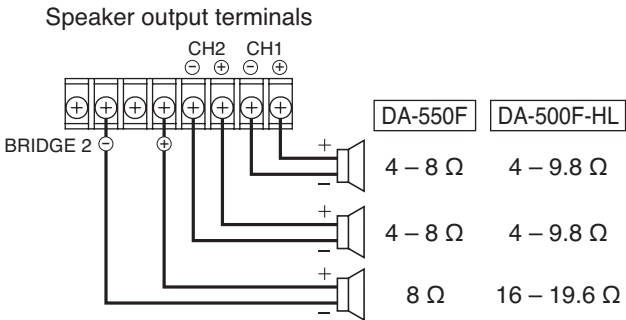 Speaker output terminals
CH2 CH1
⊖ ⊕ ⊖ ⊕
BRIDGE 2 ⊖ ⊕
DA-550F DA-500F-HL
+
–
4 – 8 Ω 4 – 9.8 Ω
+
–
4 – 8 Ω 4 – 9.8 Ω
+
–
8 Ω 16 – 19.6 Ω